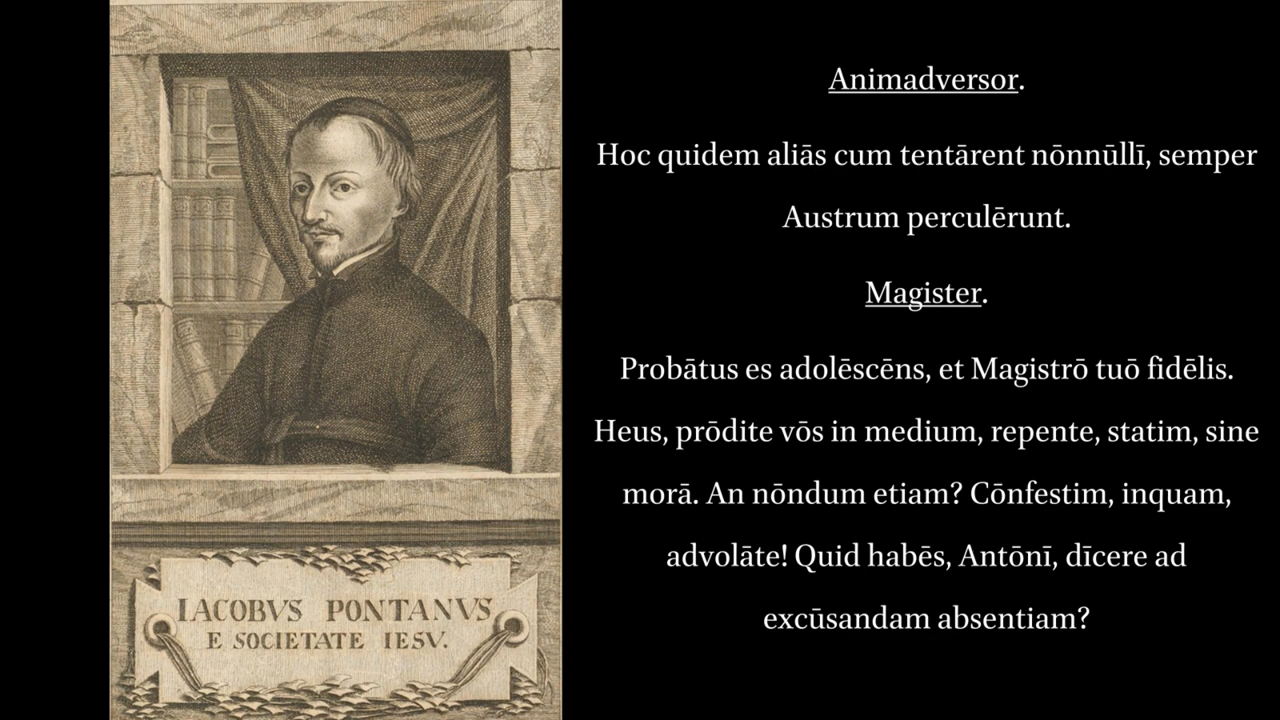 Animadversor.
Hoc quidem aliās cum tentārent nōnnūllī, semper
Austrum perculērunt.
Magister.
Probātus es adolēscēns, et Magistrō tuō fidēlis.
Heus, prōdite vōs in medium, repente, statim, sine
morā. An nōndum etiam? Cōnfestim, inquam,
advolāte! Quid habēs, Antōnī, dīcere ad
excūsandam absentiam?
IACOBVS PONTANVS
E SOCIETATE IESV.